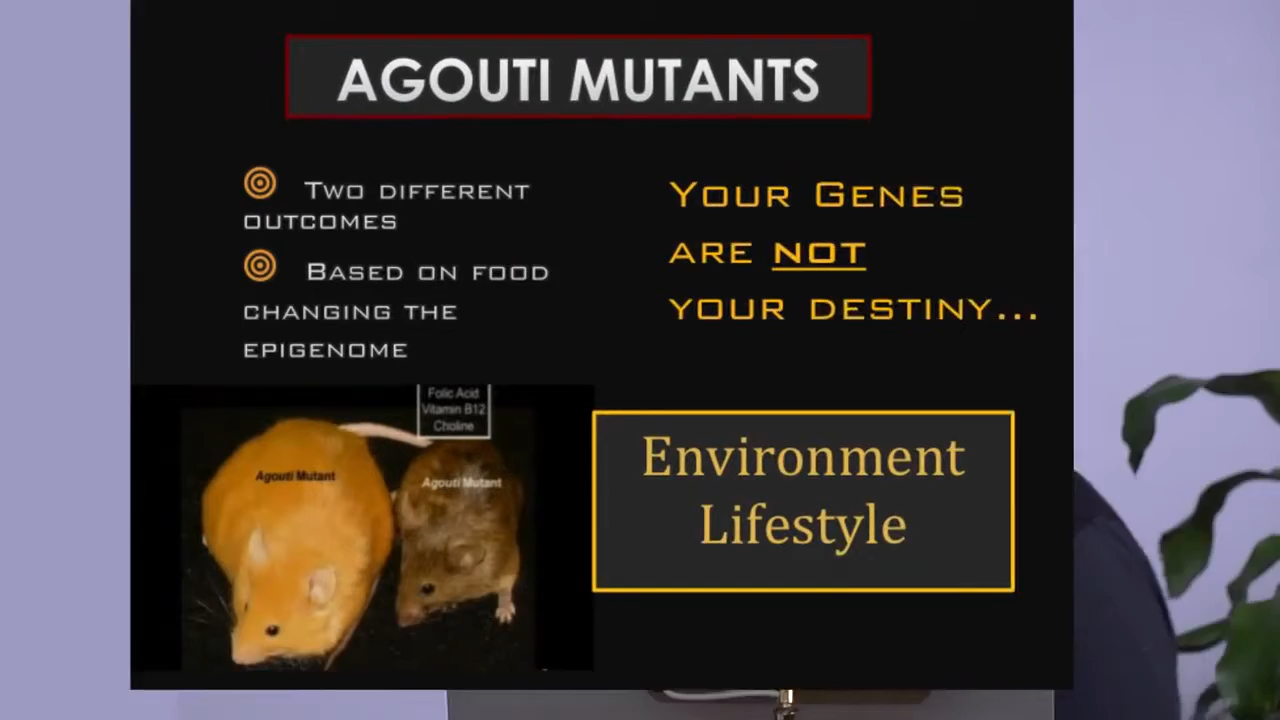 AGOUTI MUTANTS
TWO DIFFERENT
OUTCOMES
BASED ON FOOD
CHANGING THE
EPIGENOME
YOUR GENES
ARE NOT
YOUR DESTINY...
Folic Acid
Vitamin B12
Choline
Agouti Mutant
Agouti Mutant
Environment
Lifestyle